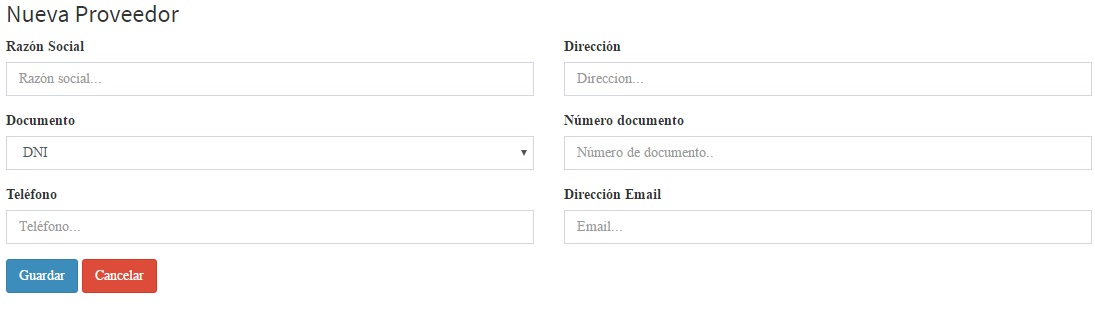 Nueva Proveedor
Razón Social
Dirección
Razón social...
Direccion...
Documento
Número documento
DNI
Número de documento..
Teléfono
Dirección Email
Teléfono...
Email...
Guardar
Cancelar